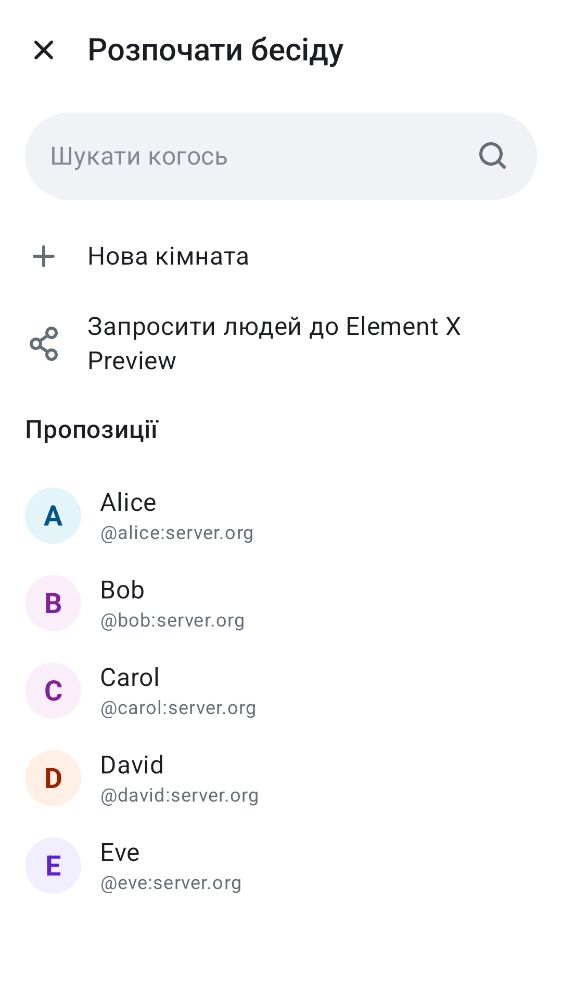 Розпочати бесіду
Шукати когось
Нова кімната
Запросити людей до Element X
Preview
Пропозиції
A
Alice
@alice:server.org
B
Bob
@bob:server.org
C
Carol
@carol:server.org
D
David
@david:server.org
E
Eve
@eve:server.org